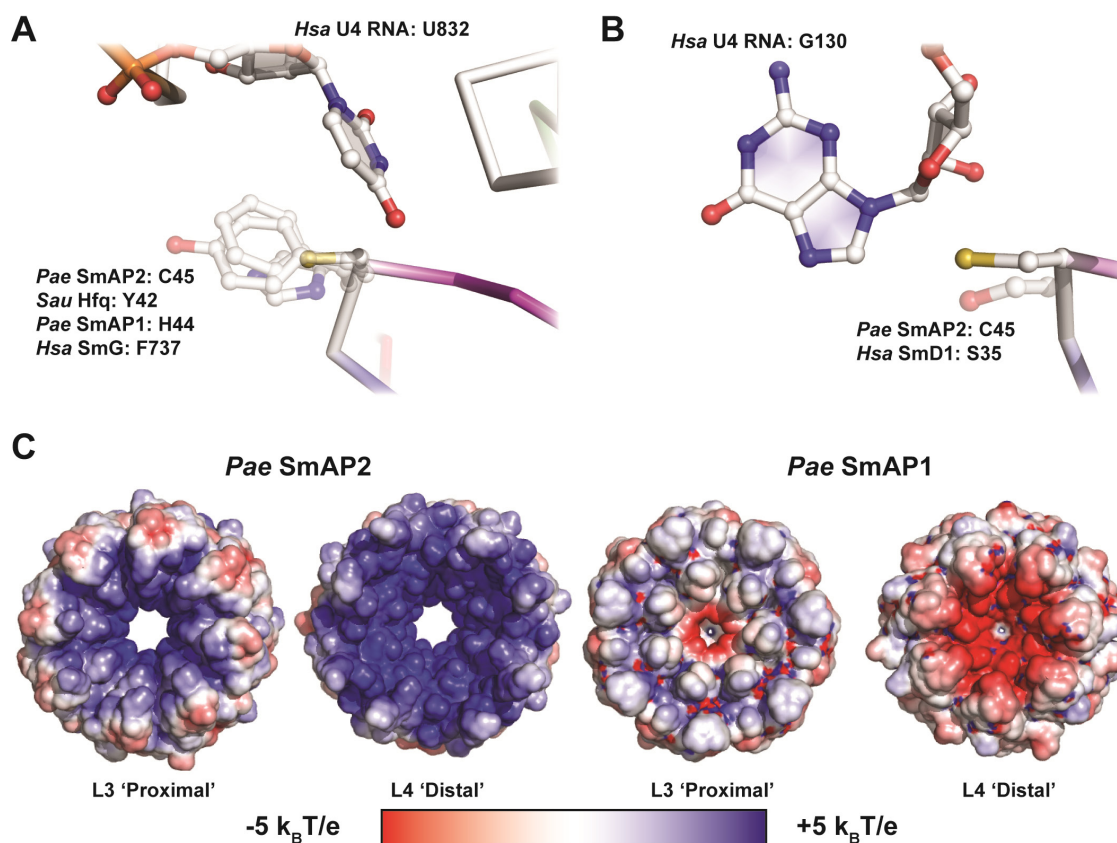 A
Hsa U4 RNA: U832
Pae SmAP2: C45
Sau Hfq: Y42
Pae SmAP1: H44
Hsa SmG: F737
B
Hsa U4 RNA: G130
Pae SmAP2: C45
Hsa SmD1: S35
C
Pae SmAP2
Pae SmAP1
L3 ‘Proximal’
L4 ‘Distal’
L3 ‘Proximal’
L4 ‘Distal’
-5 kBT/e
+5 kBT/e